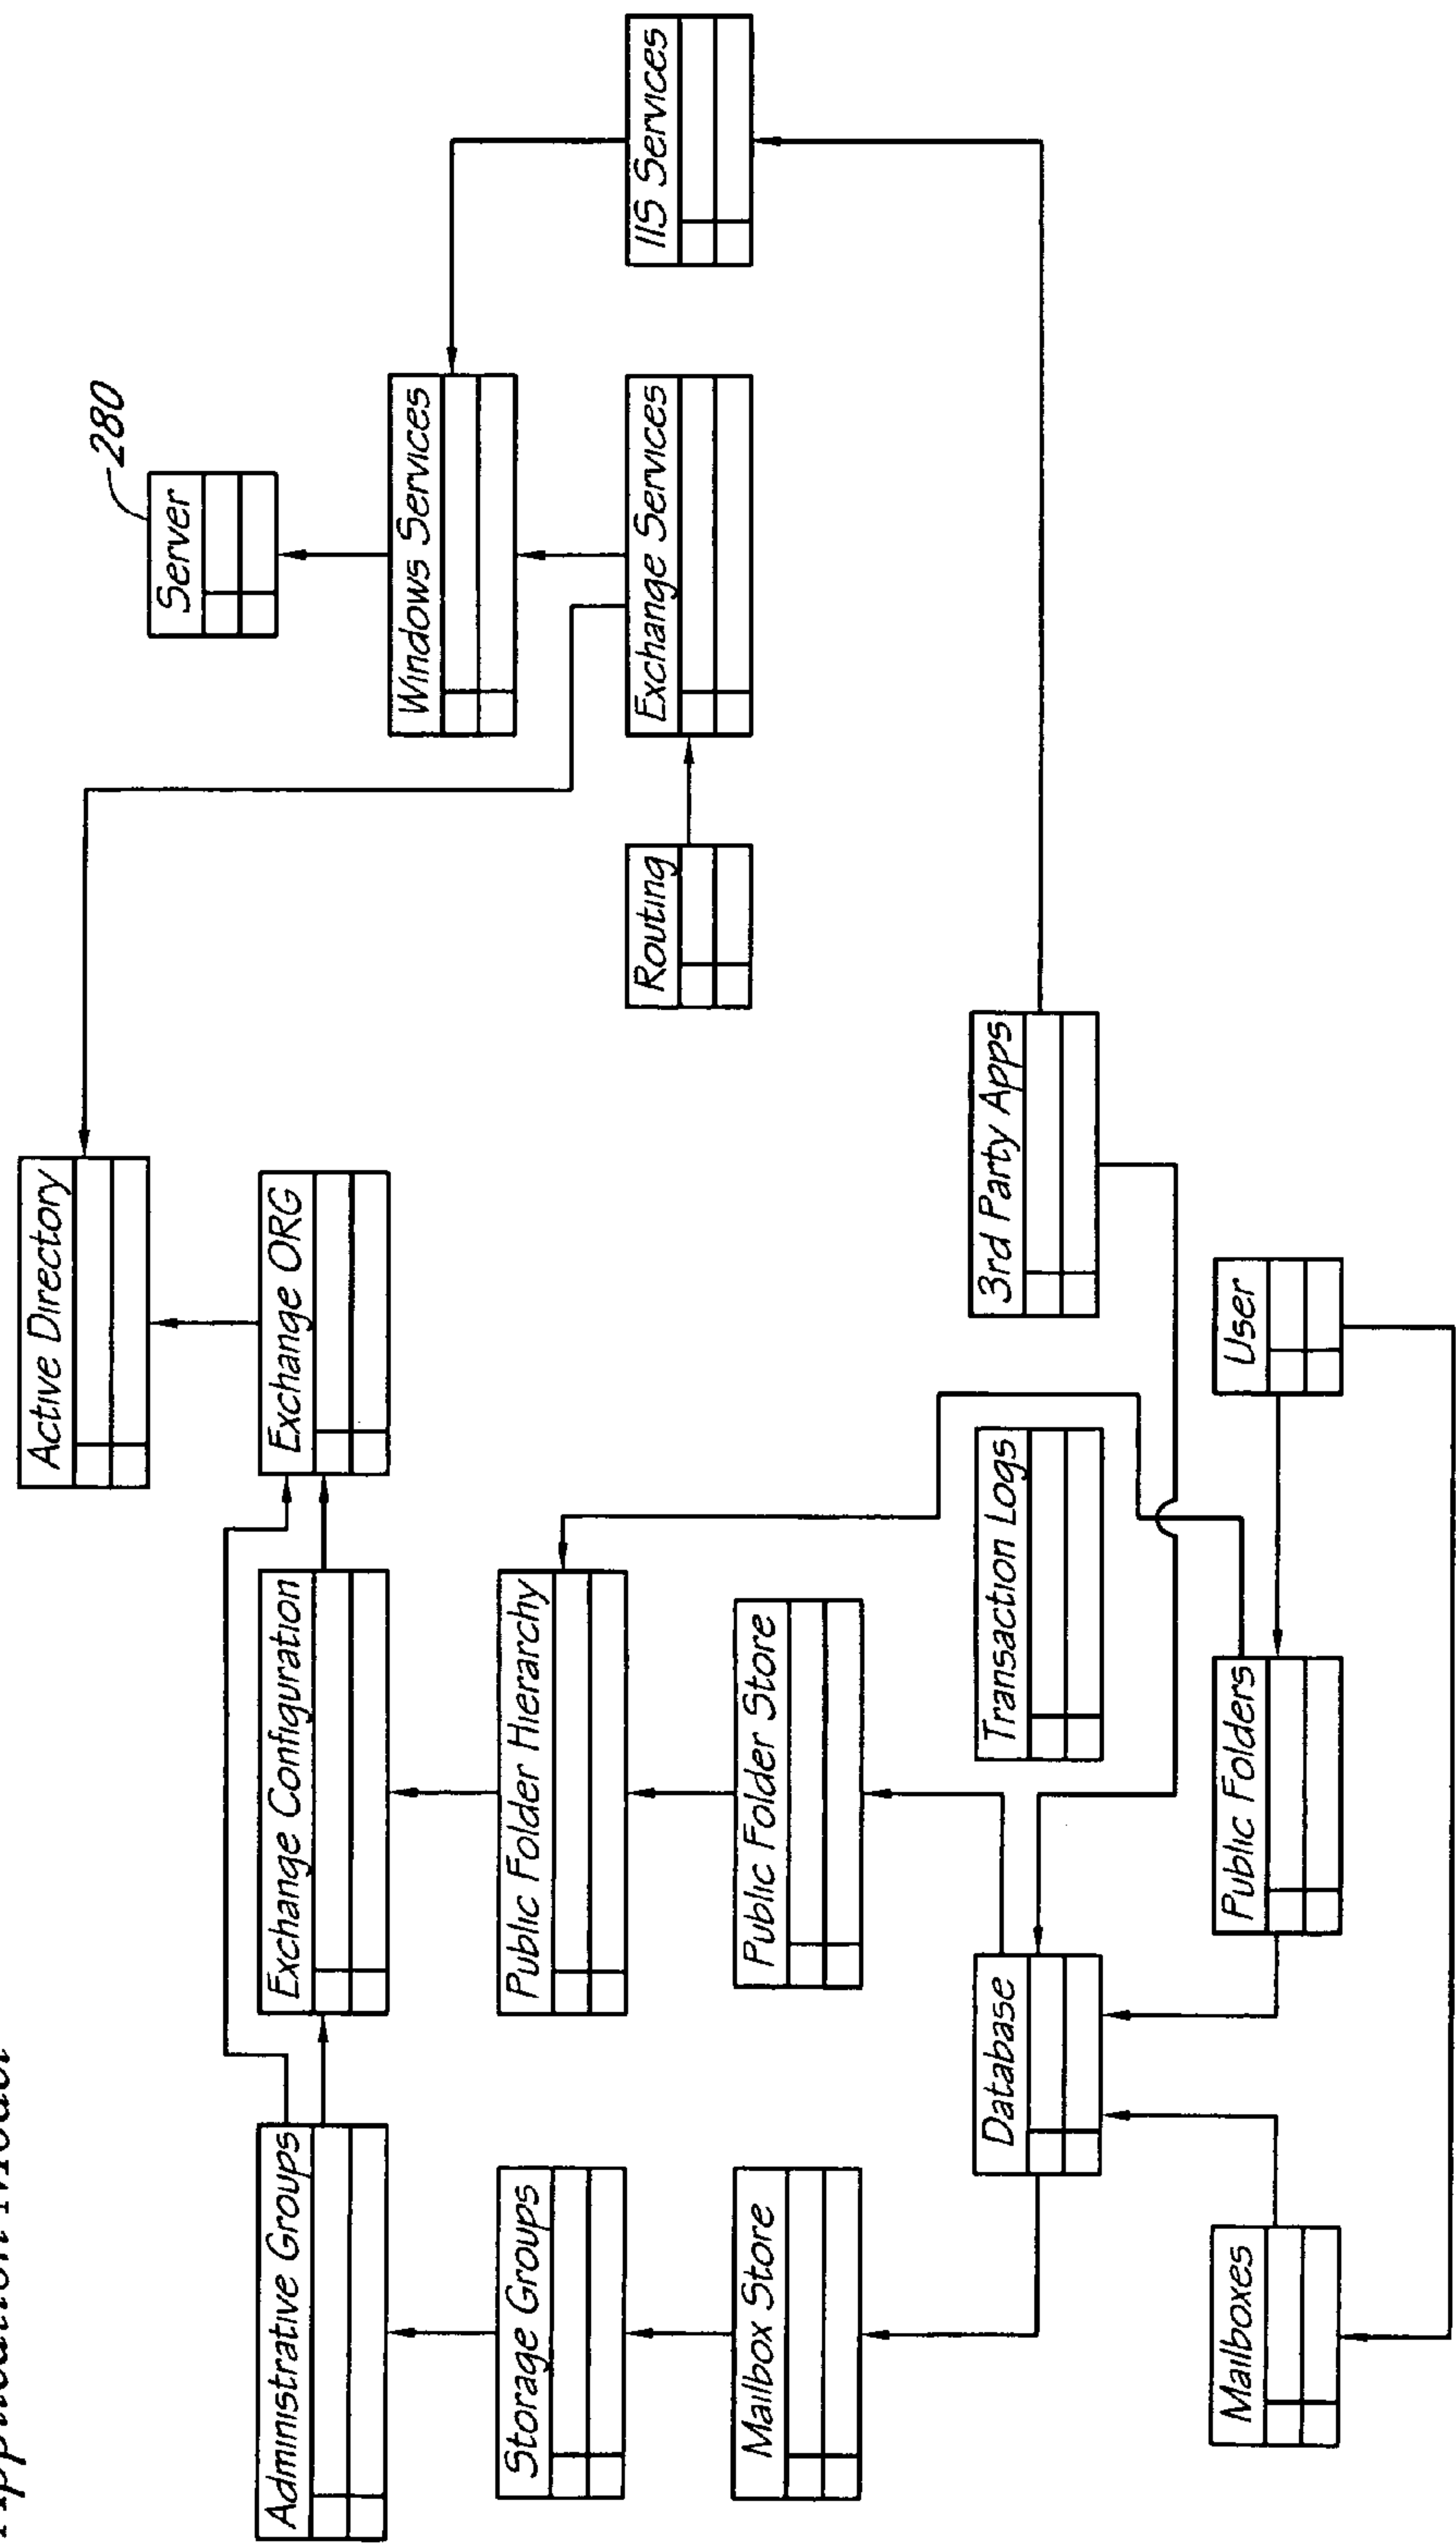 Application Model
Active Directory
Server
280
Administrative Groups
Exchange Configuration
Exchange ORG
Windows Services
Storage Groups
Public Folder Hierarchy
Mailbox Store
Public Folder Store
Routing
Exchange Services
IIS Services
Database
Transaction Logs
3rd Party Apps
Mailboxes
Public Folders
User